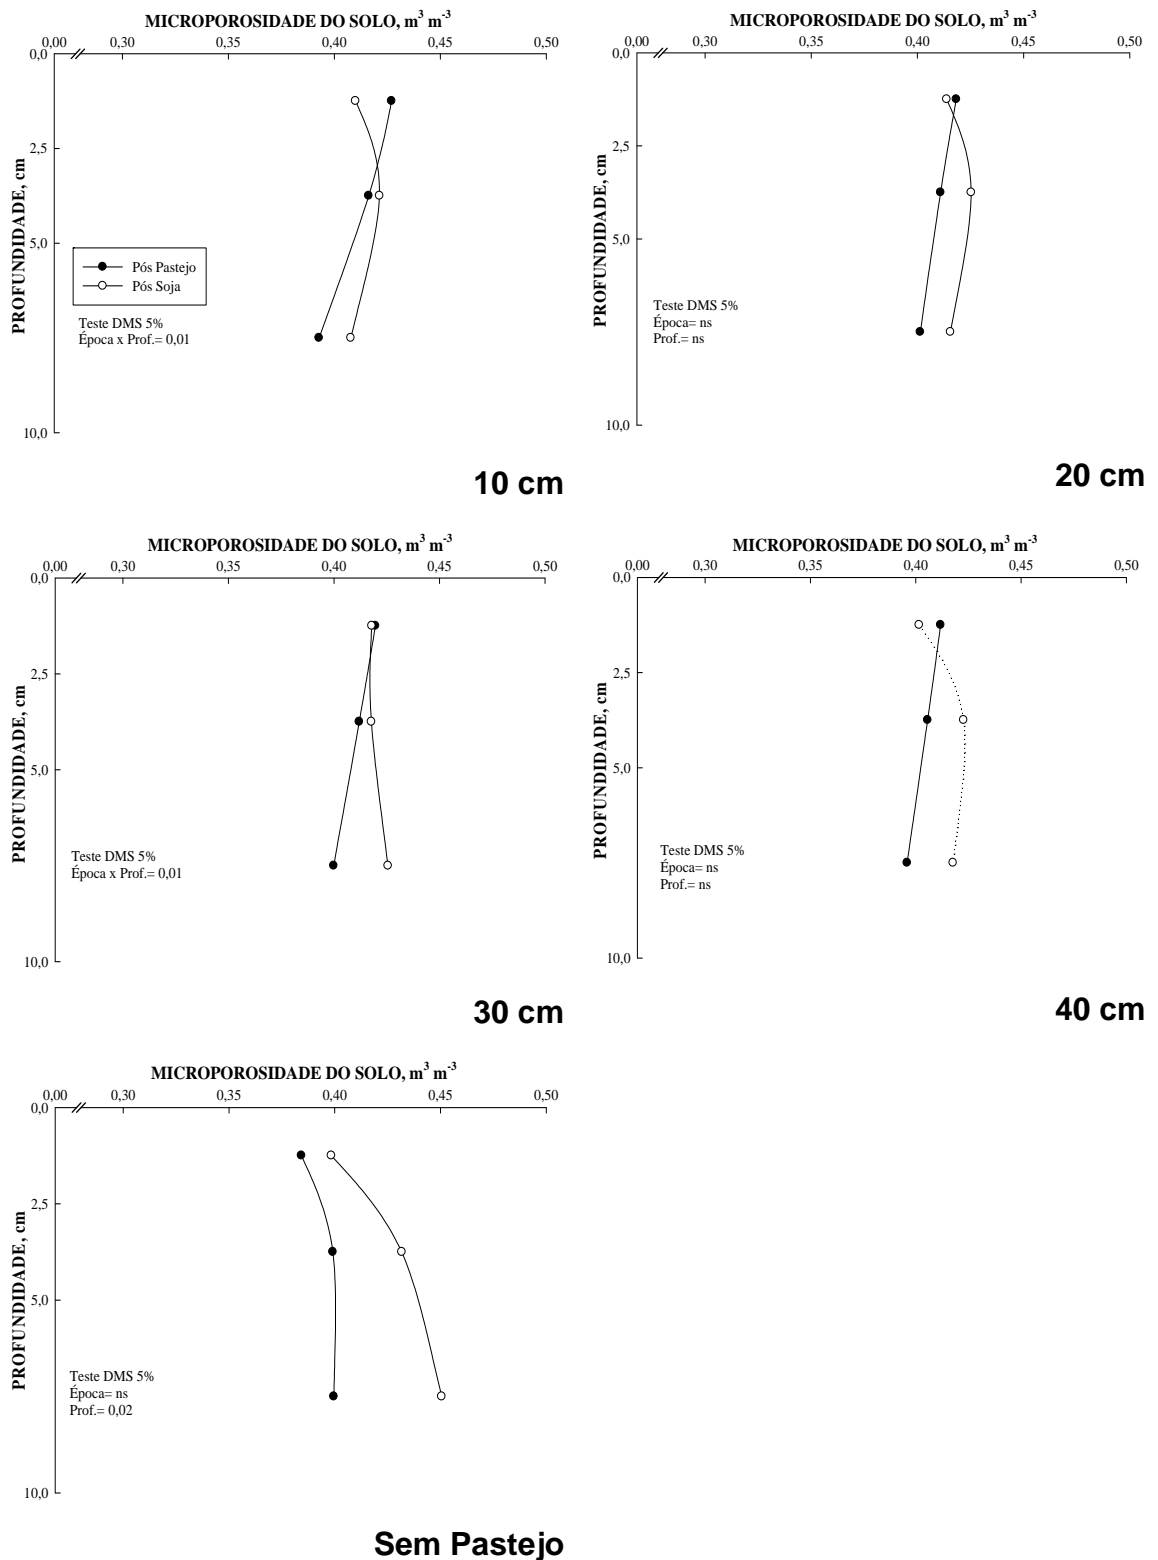 MICROPOROSIDADE DO SOLO, m³ m⁻³
0,00 0,30 0,35 0,40 0,45 0,50
0,0
2,5
5,0
10,0
PROFUNDIDADE, cm
Pós Pastejo
Pós Soja
Teste DMS 5%
Época x Prof.= 0,01
10 cm
MICROPOROSIDADE DO SOLO, m³ m⁻³
0,00 0,30 0,35 0,40 0,45 0,50
0,0
2,5
5,0
10,0
PROFUNDIDADE, cm
Teste DMS 5%
Época= ns
Prof.= ns
20 cm
MICROPOROSIDADE DO SOLO, m³ m⁻³
0,00 0,30 0,35 0,40 0,45 0,50
0,0
2,5
5,0
10,0
PROFUNDIDADE, cm
Teste DMS 5%
Época x Prof.= 0,01
30 cm
MICROPOROSIDADE DO SOLO, m³ m⁻³
0,00 0,30 0,35 0,40 0,45 0,50
0,0
2,5
5,0
10,0
PROFUNDIDADE, cm
Teste DMS 5%
Época= ns
Prof.= ns
40 cm
MICROPOROSIDADE DO SOLO, m³ m⁻³
0,00 0,30 0,35 0,40 0,45 0,50
0,0
2,5
5,0
10,0
PROFUNDIDADE, cm
Teste DMS 5%
Época= ns
Prof.= 0,02
Sem Pastejo